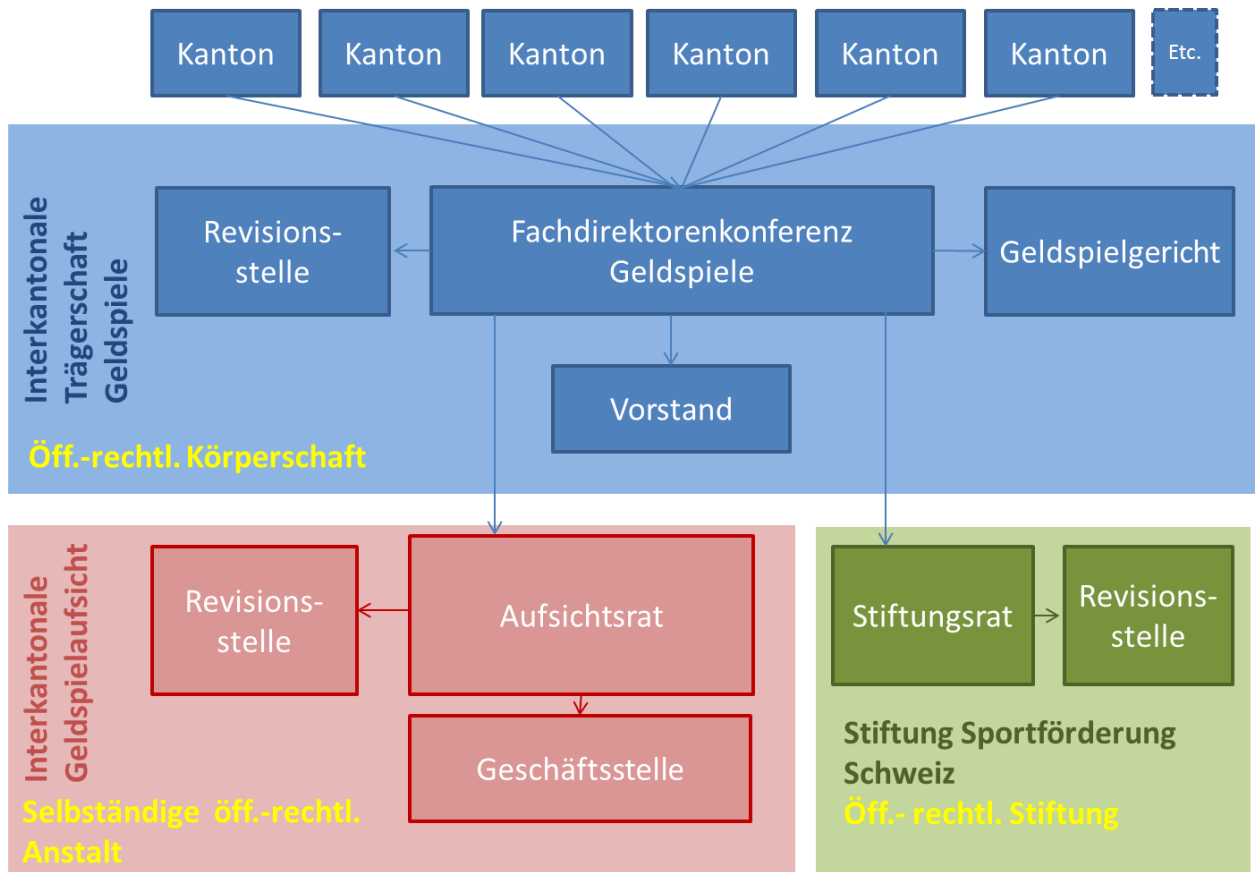 Kanton
Kanton
Kanton
Kanton
Kanton
Kanton
Etc.
Interkantonale
Trägerschaft
Geldspiele
Revisions-
stelle
Fachdirektorenkonferenz
Geldspiele
Geldspielgericht
Vorstand
Öff.-rechtl. Körperschaft
Interkantonale
Geldspielaufsicht
Revisions-
stelle
Aufsichtsrat
Geschäftsstelle
Selbständige öff.-rechtl.
Anstalt
Stiftungsrat
Revisions-
stelle
Stiftung Sportförderung
Schweiz
Öff.- rechtl. Stiftung